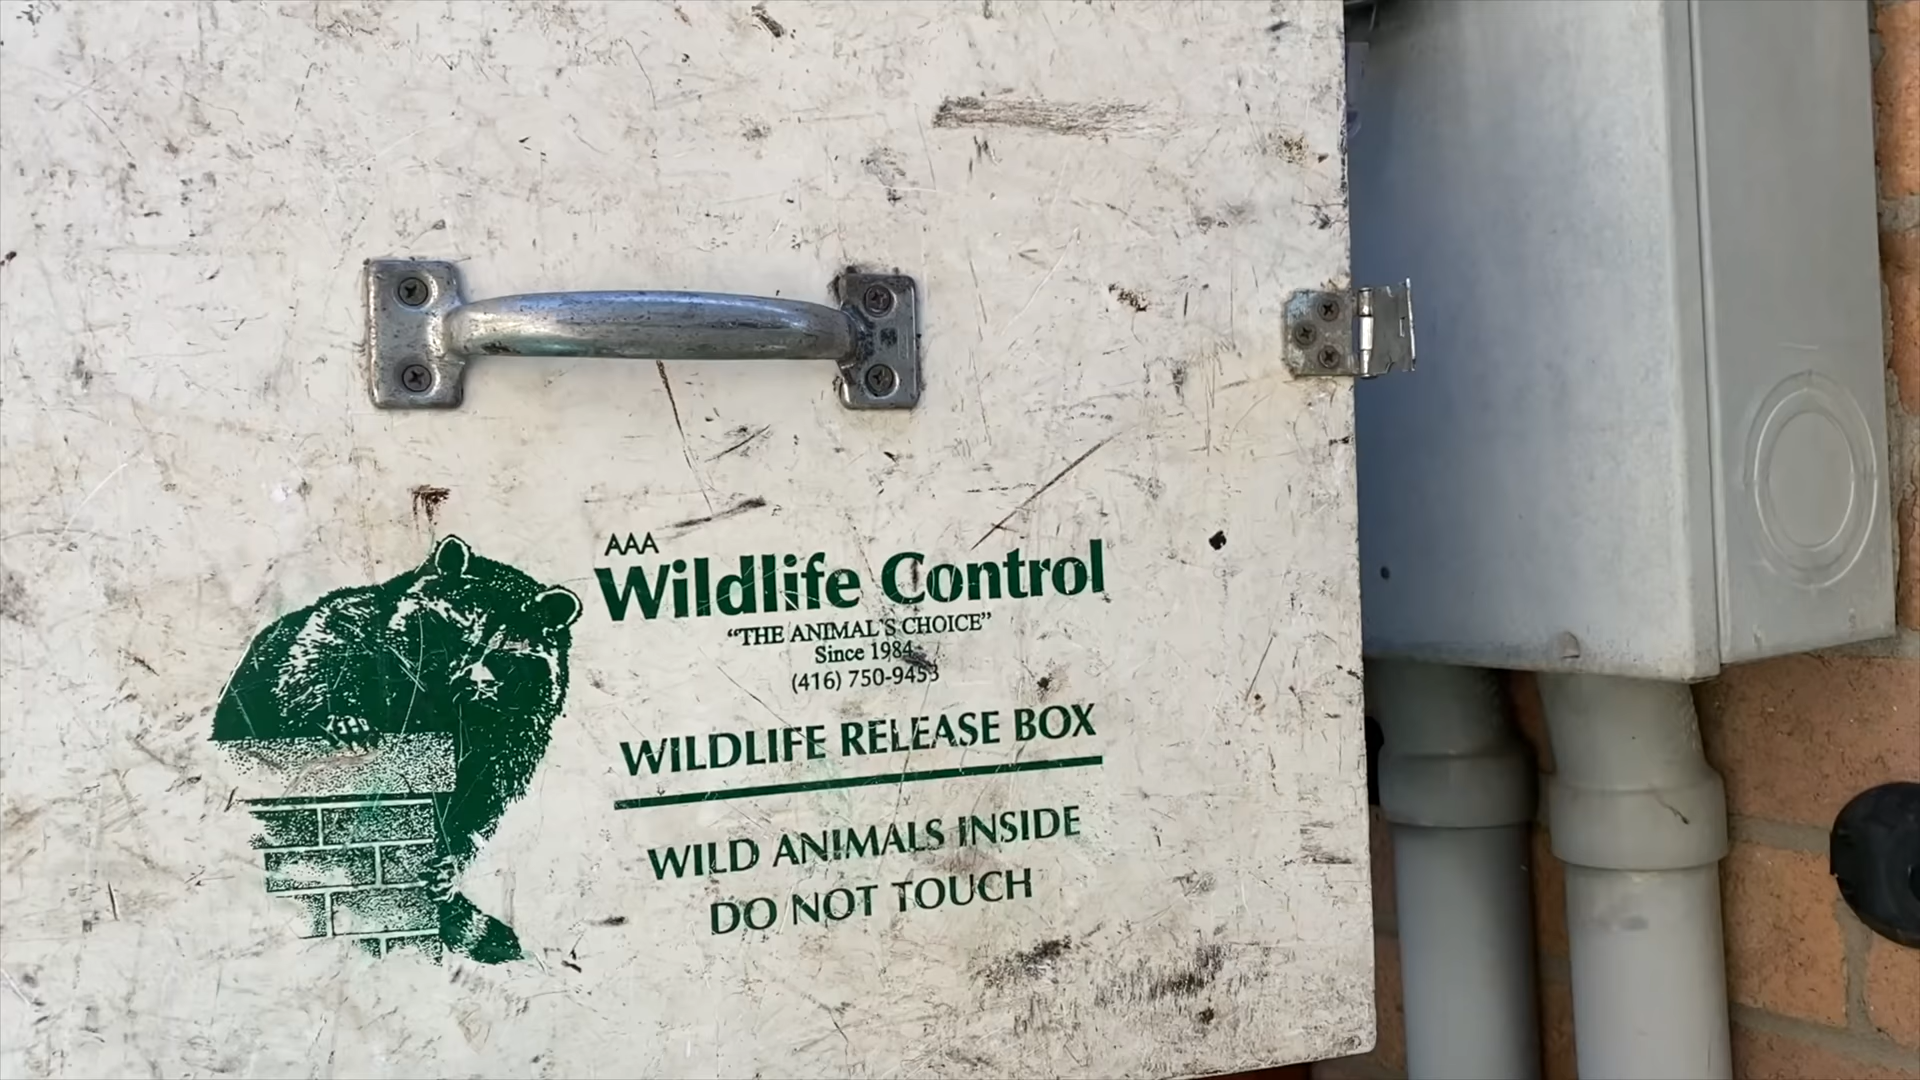 AAA
Wildlife Control
“THE ANIMAL'S CHOICE”
Since 1984
(416) 750-9453
WILDLIFE RELEASE BOX
WILD ANIMALS INSIDE
DO NOT TOUCH